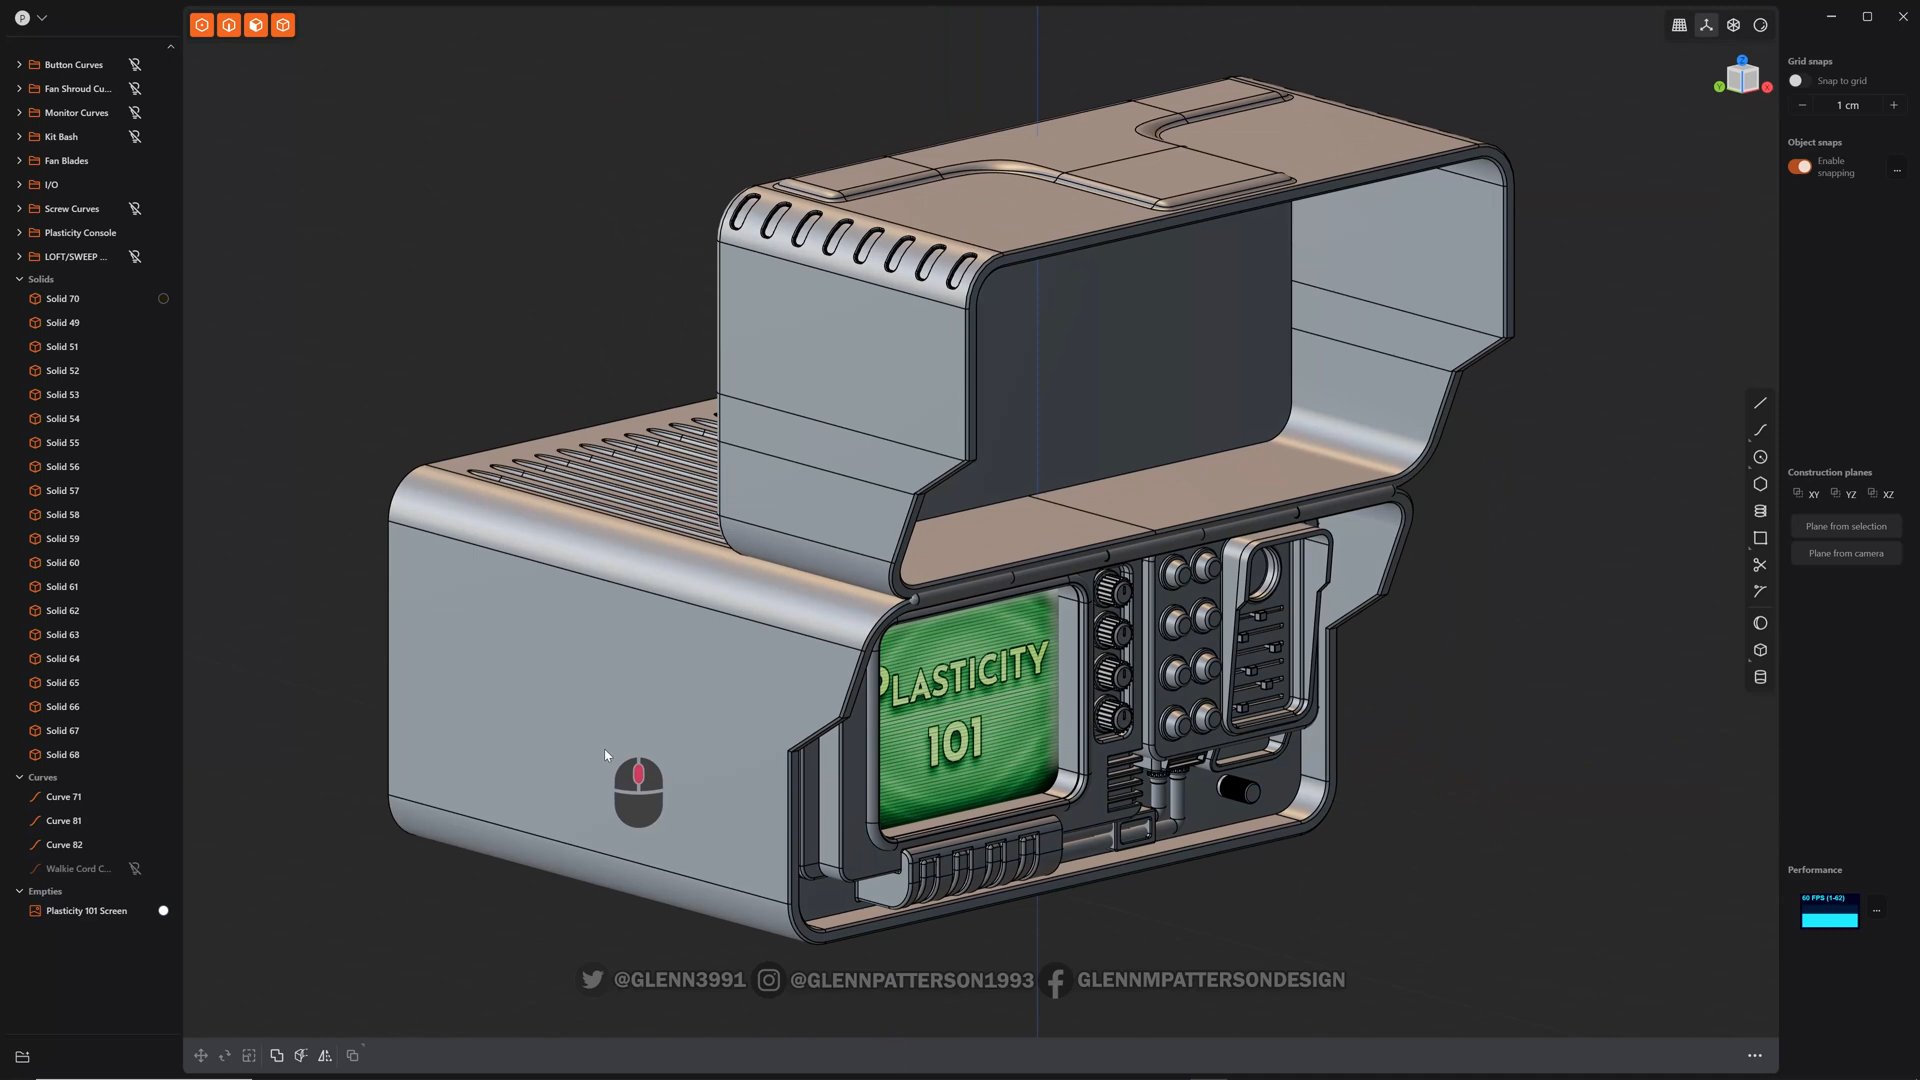 P
Button Curves
Fan Shroud Cu...
Monitor Curves
Kit Bash
Fan Blades
I/O
Screw Curves
Plasticity Console
LOFT/SWEEP ...
Solids
Solid 70
Solid 49
Solid 51
Solid 52
Solid 53
Solid 54
Solid 55
Solid 56
Solid 57
Solid 58
Solid 59
Solid 60
Solid 61
Solid 62
Solid 63
Solid 64
Solid 65
Solid 66
Solid 67
Solid 68
Curves
Curve 71
Curve 81
Curve 82
Walkie Cord C...
Empties
Plasticity 101 Screen
PLASTICITY
101
@GLENN3991 @GLENNPATTERSON1993 GLENNMPATTERSONDESIGN
Z
Y X
Grid snaps
Snap to grid
1 cm
Object snaps
Enable
snapping
...
Construction planes
XY YZ XZ
Plane from selection
Plane from camera
Performance
60 FPS (1-62)
...